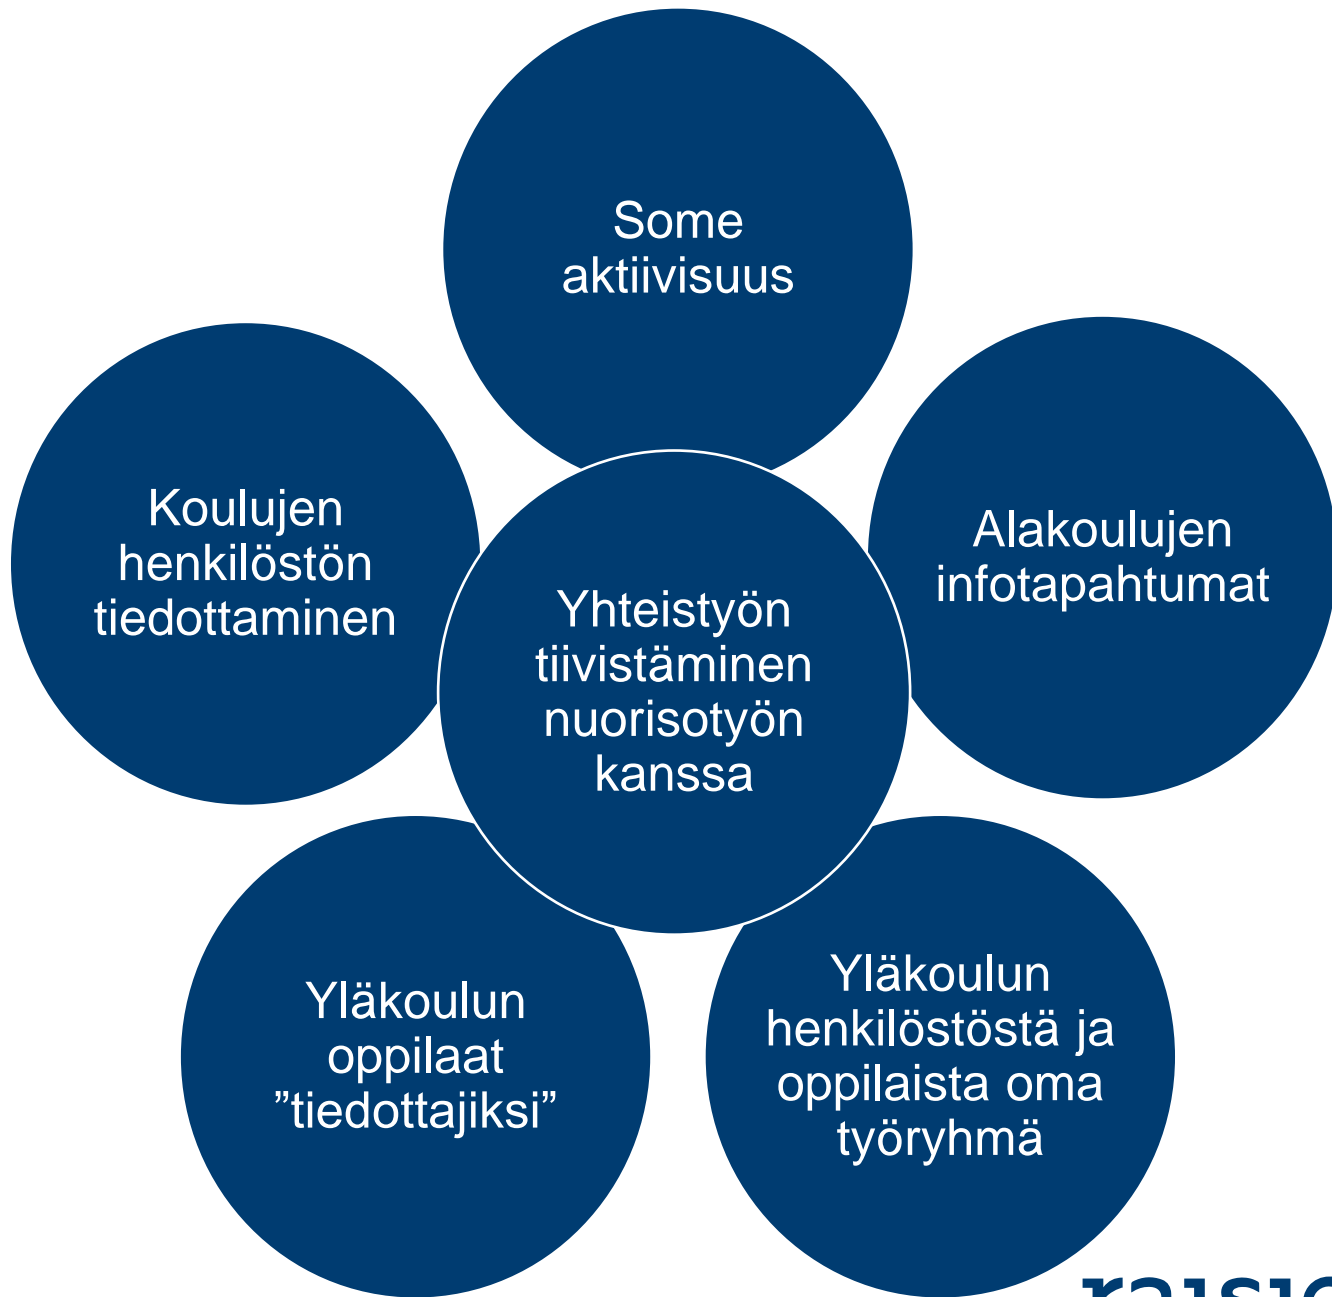 Some
aktiivisuus
Koulujen
henkilöstön
tiedottaminen
Alakoulujen
infotapahtumat
Yhteistyön
tiivistäminen
nuorisotyön
kanssa
Yläkoulun
oppilaat
”tiedottajiksi”
Yläkoulun
henkilöstöstä ja
oppilaista oma
työryhmä